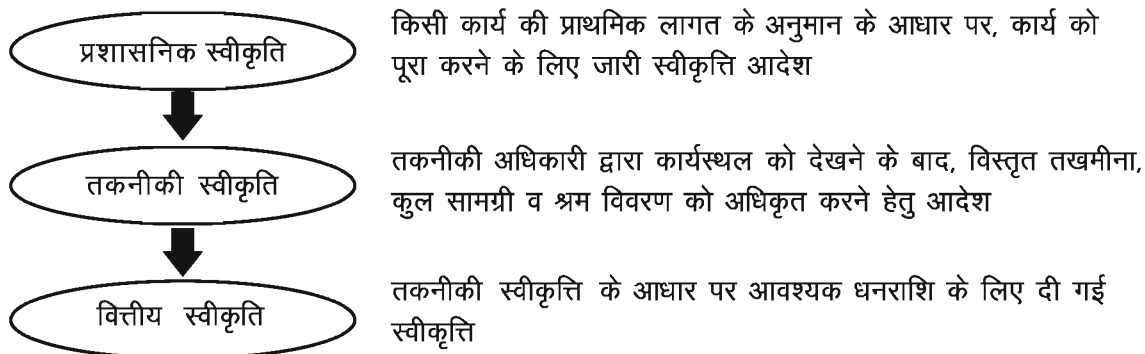 प्रशासनिक स्वीकृति
किसी कार्य की प्राथमिक लागत के अनुमान के आधार पर, कार्य को
पूरा करने के लिए जारी स्वीकृत्ति आदेश
तकनीकी स्वीकृति
तकनीकी अधिकारी द्वारा कार्यस्थल को देखने के बाद, विस्तृत तखमीना,
कुल सामग्री व श्रम विवरण को अधिकृत करने हेतु आदेश
वित्तीय स्वीकृति
तकनीकी स्वीकृत्ति के आधार पर आवश्यक धनराशि के लिए दी गई
स्वीकृत्ति